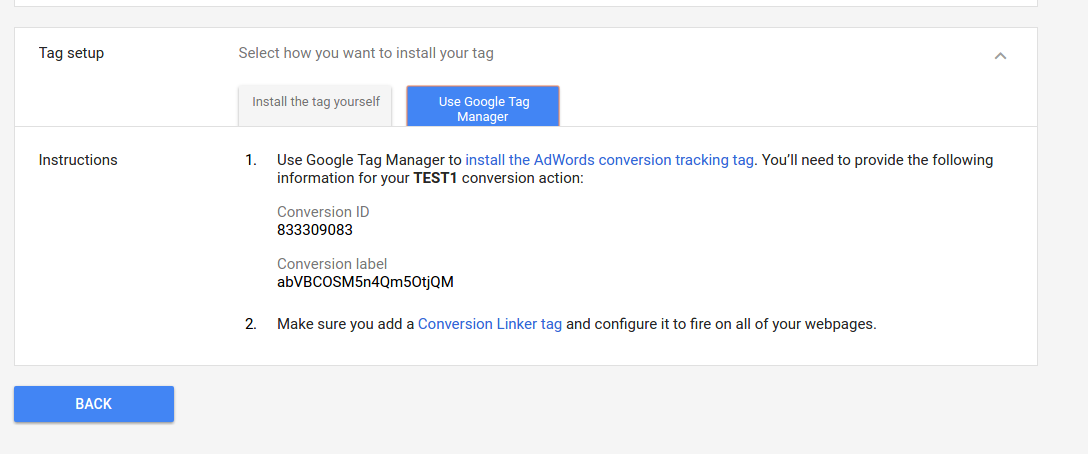 Tag setup
Select how you want to install your tag
Install the tag yourself
Use Google Tag
Manager
Instructions
1. Use Google Tag Manager to install the AdWords conversion tracking tag. You’ll need to provide the following
information for your TEST1 conversion action:
Conversion ID
833309083
Conversion label
abVBCOSM5n4Qm5OtjQM
2. Make sure you add a Conversion Linker tag and configure it to fire on all of your webpages.
BACK